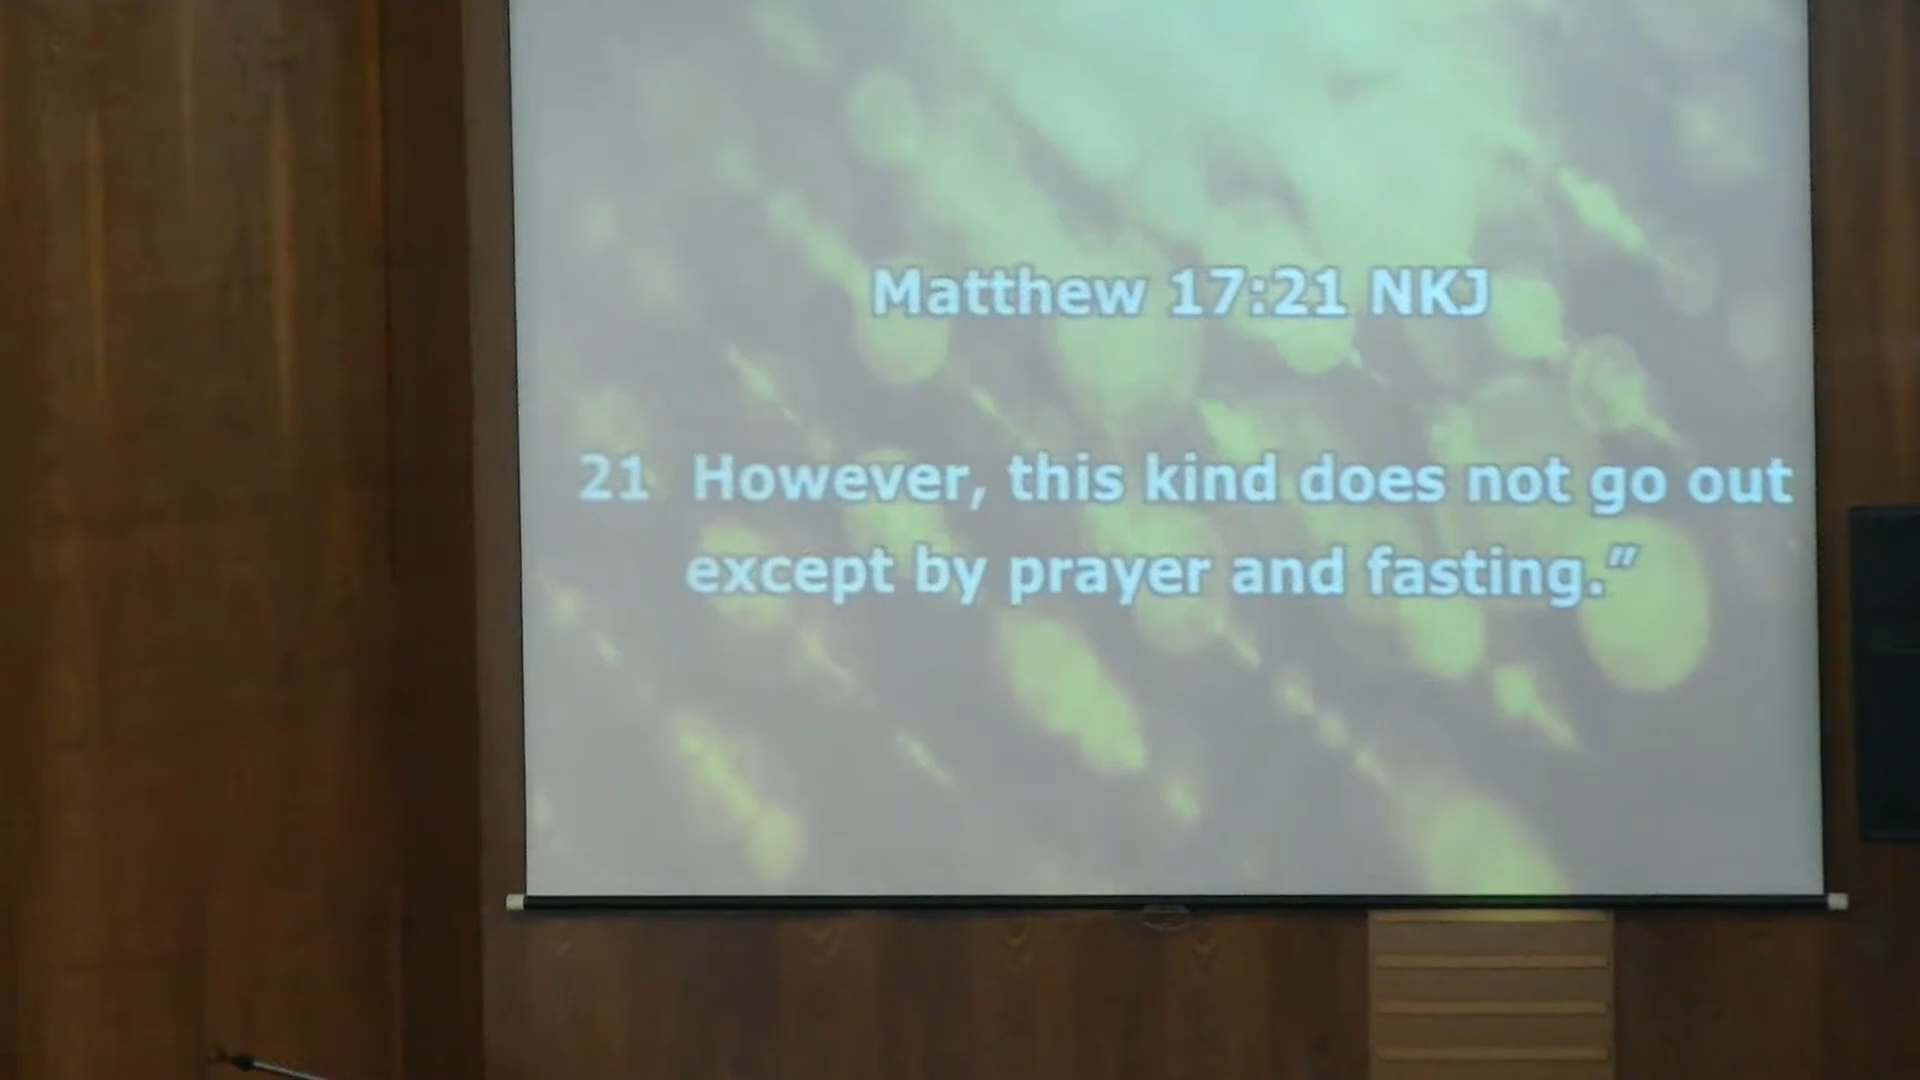 Matthew 17:21 NKJ
21 However, this kind does not go out
except by prayer and fasting.”